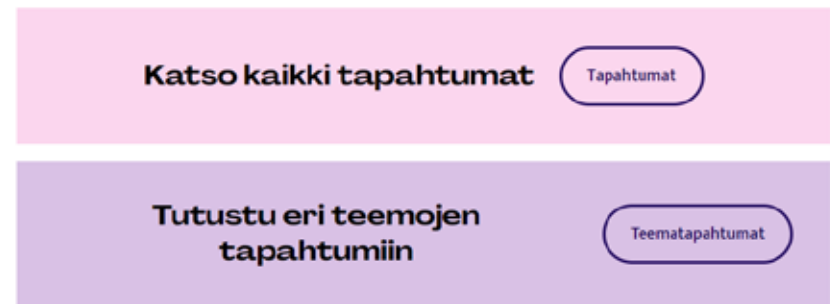 Katso kaikki tapahtumat
Tapahtumat
Tutustu eri teemojen
tapahtumiin
Teematapahtumat